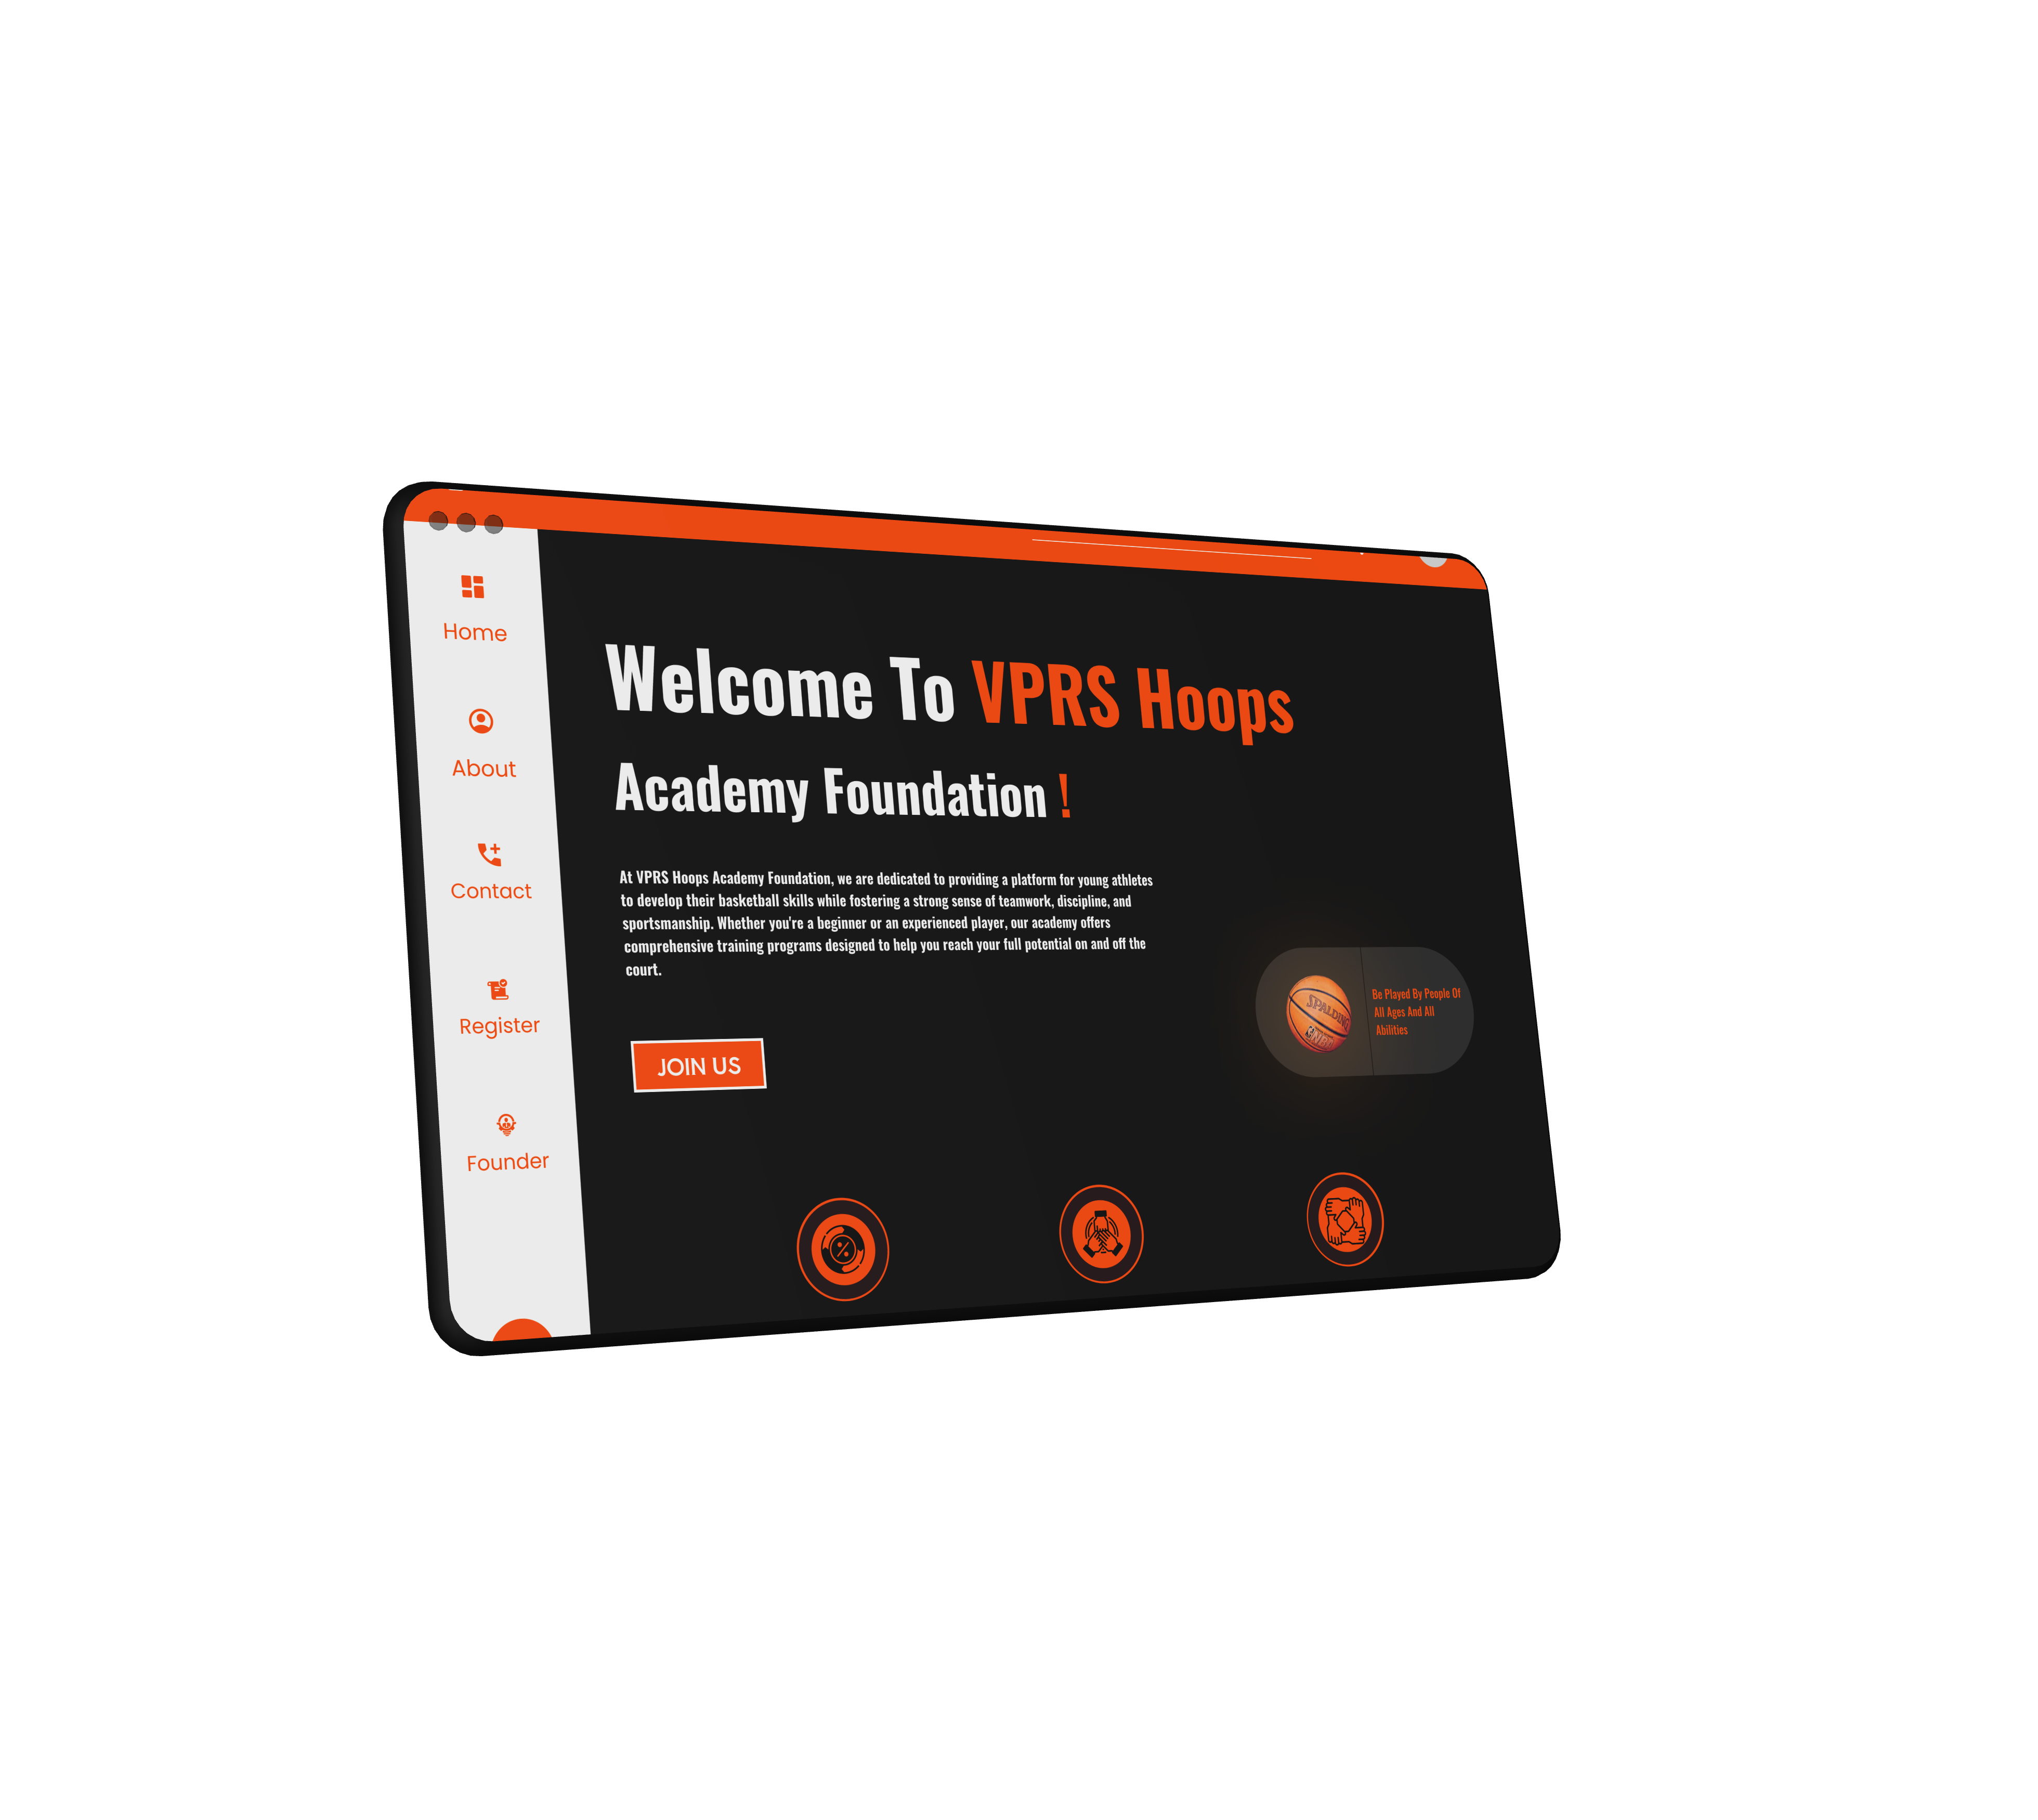 Home
About
Contact
Register
Founder
Welcome To VPRS Hoops
Academy Foundation !
At VPRS Hoops Academy Foundation, we are dedicated to providing a platform for young athletes
to develop their basketball skills while fostering a strong sense of teamwork, discipline, and
sportsmanship. Whether you're a beginner or an experienced player, our academy offers
comprehensive training programs designed to help you reach your full potential on and off the
court.
JOIN US
SPALDING
Be Played By People Of
All Ages And All
Abilities
%